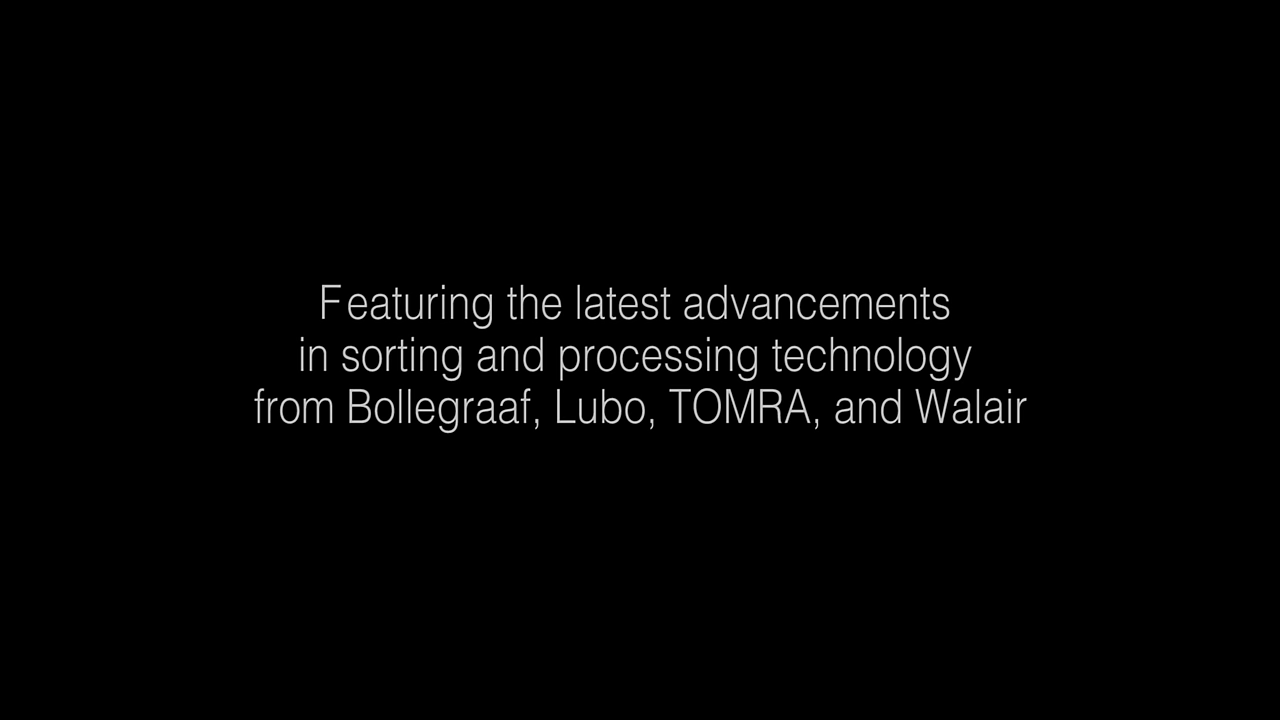 Featuring the latest advancements
in sorting and processing technology
from Bollegraaf, Lubo, TOMRA, and Walair